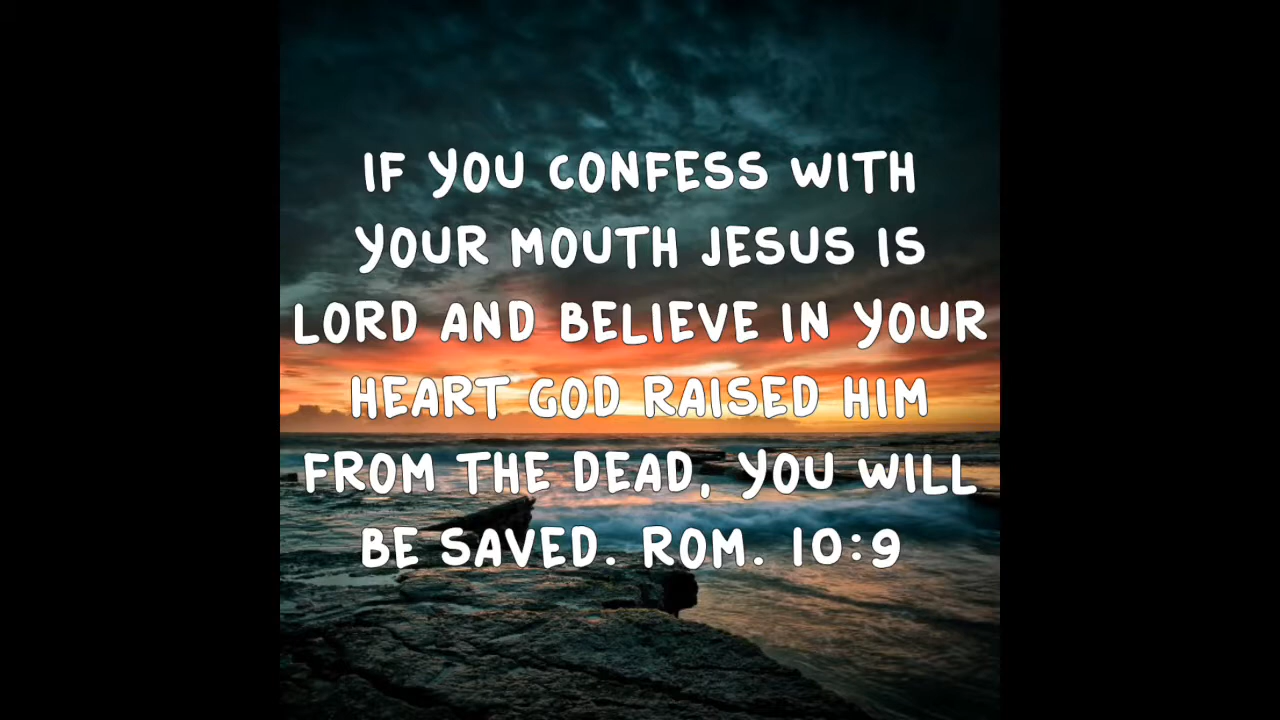 IF YOU CONFESS WITH
YOUR MOUTH JESUS IS
LORD AND BELIEVE IN YOUR
HEART GOD RAISED HIM
FROM THE DEAD, YOU WILL
BE SAVED. ROM. 10:9